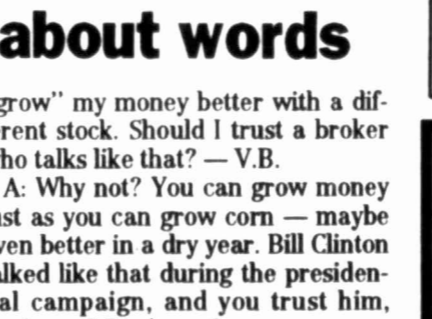 about words
grow" my money better with a dif-
rent stock. Should I trust a broker
ho talks like that? — V.B.
A: Why not? You can grow money
st as you can grow corn — maybe
ven better in a dry year. Bill Clinton
lked like that during the presiden-
al campaign, and you trust him,